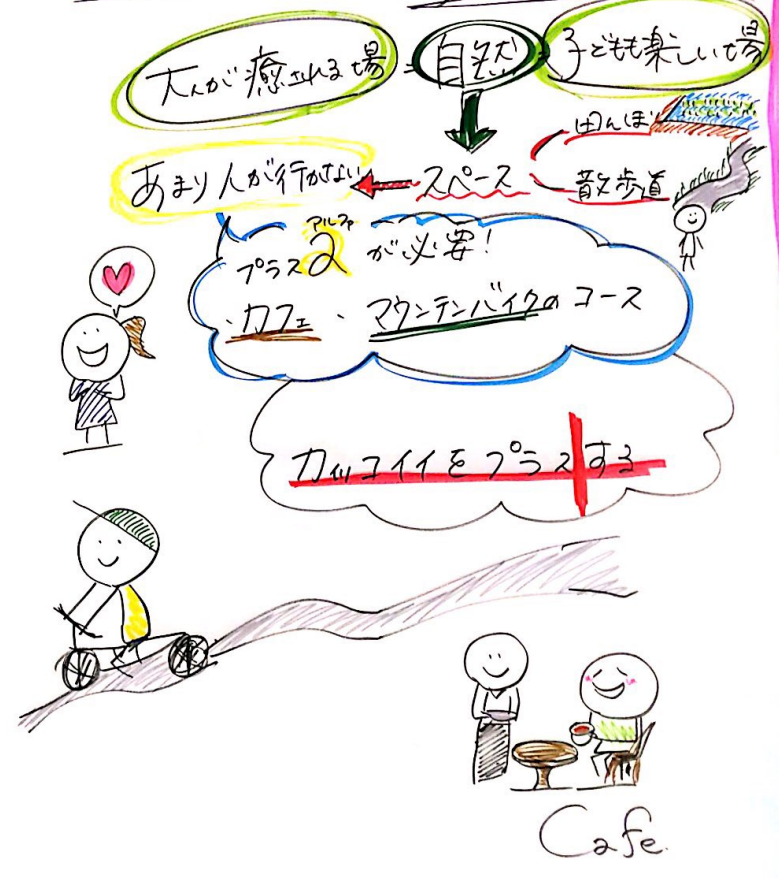 大人が癒される場
自然
子どもも楽しい場
田んぼ
あまり人が行かない
スペース
散歩道
アルファ
プラスαが必要!
・カフェ ・マウンテンバイクのコース
カッコイイをプラスする
Cafe.